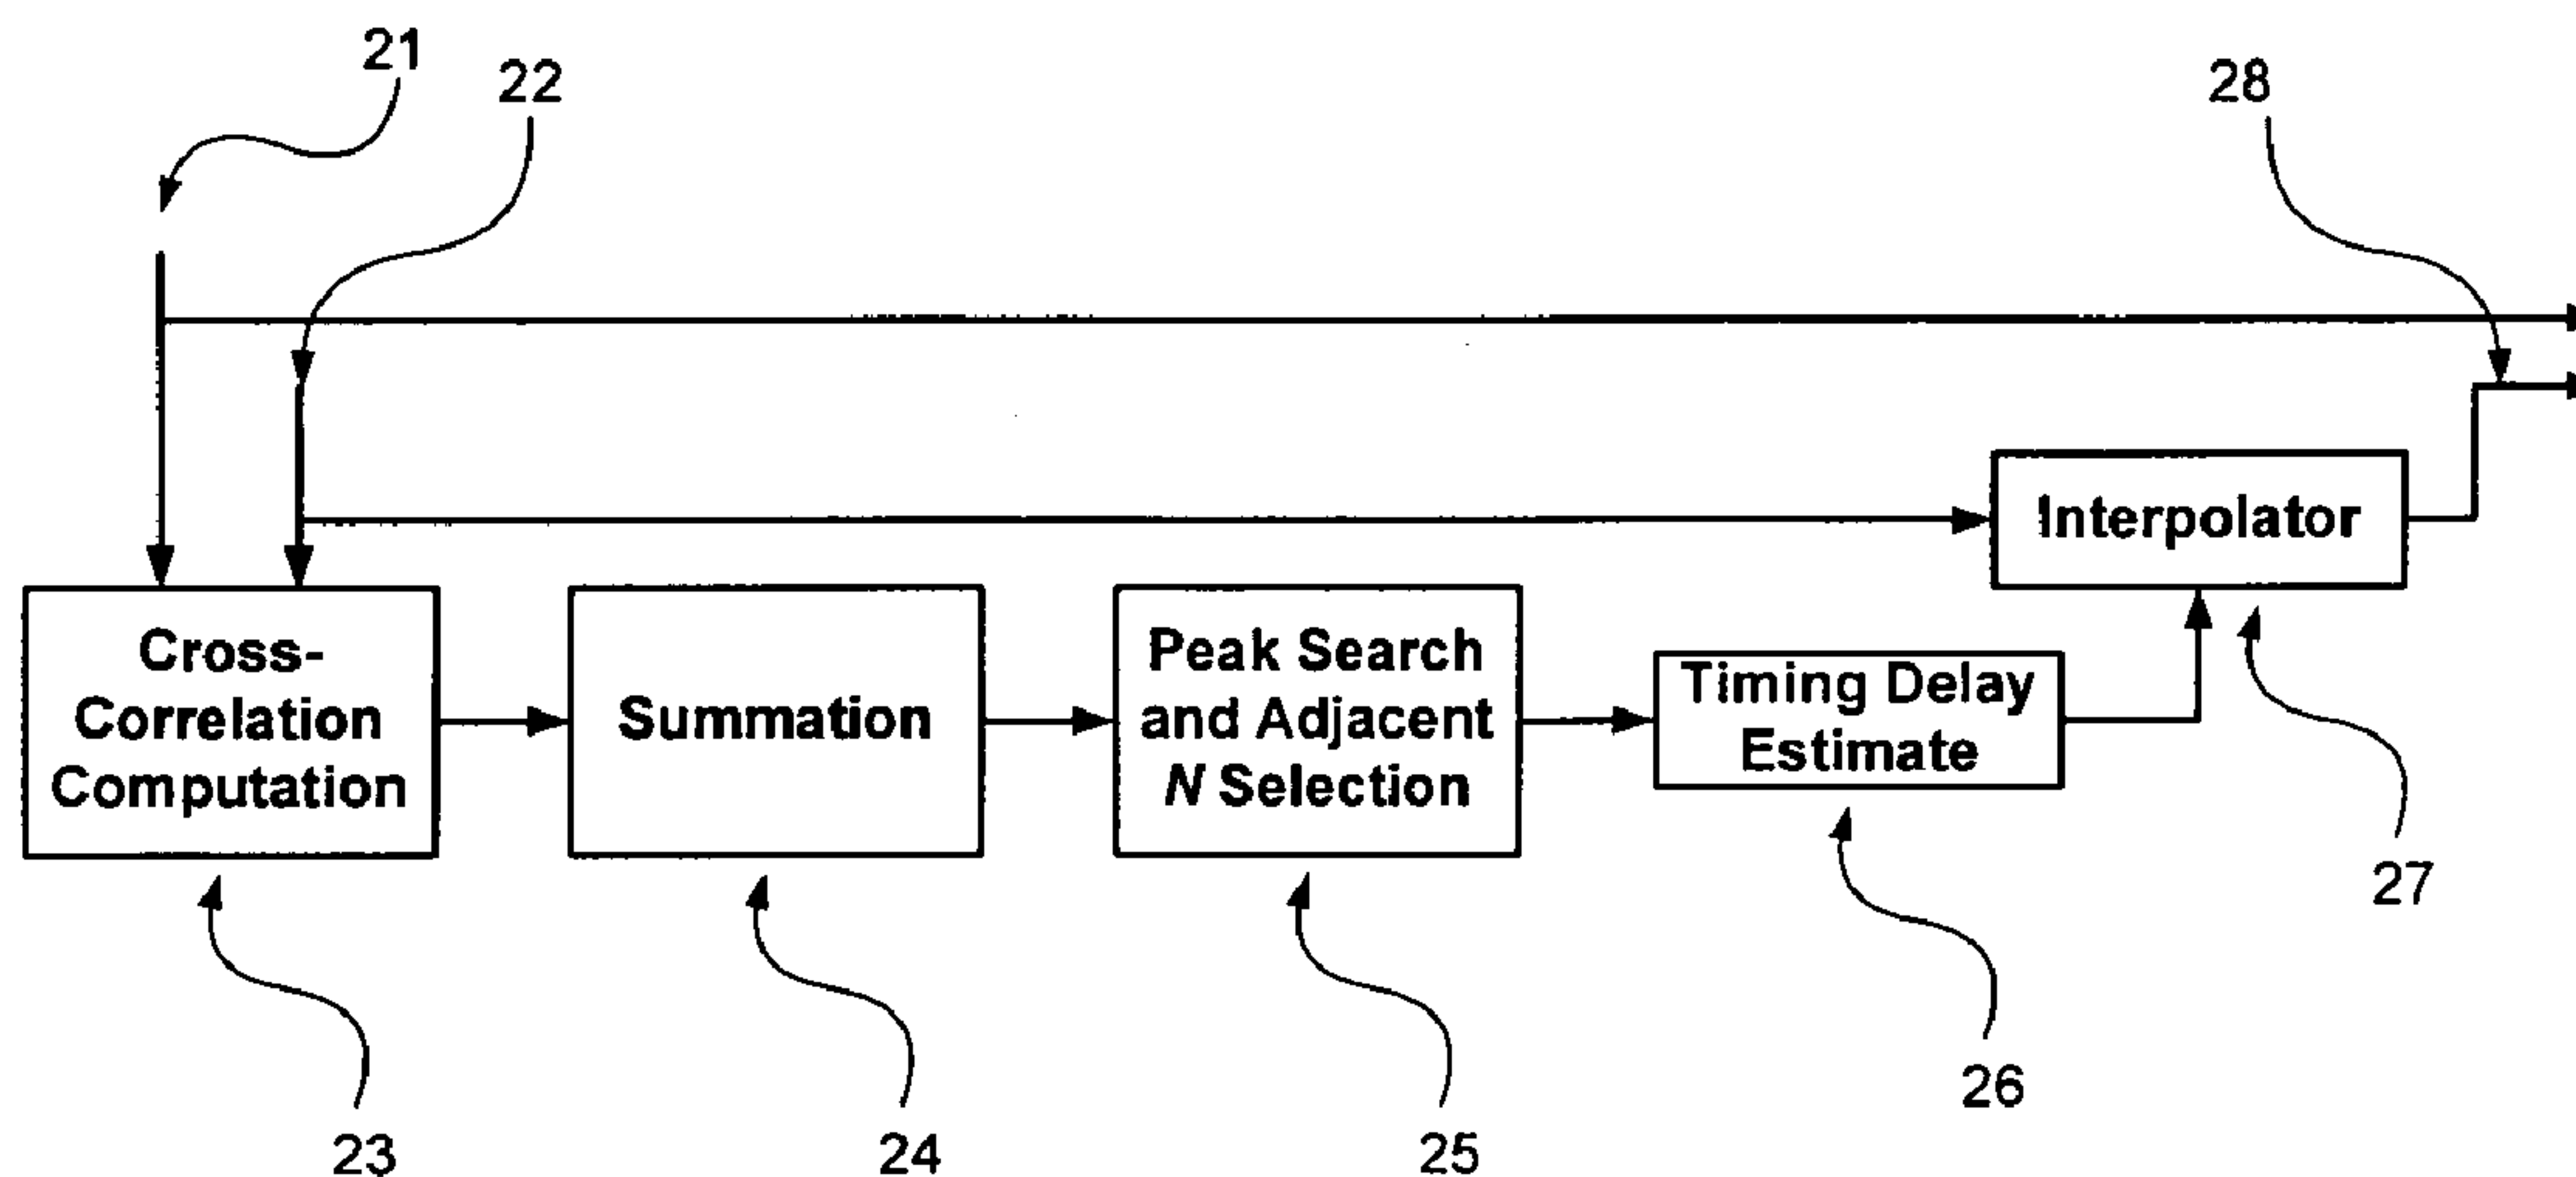 21
22
28
Interpolator
Cross-
Correlation
Computation
Summation
Peak Search
and Adjacent
N Selection
Timing Delay
Estimate
27
26
23
24
25